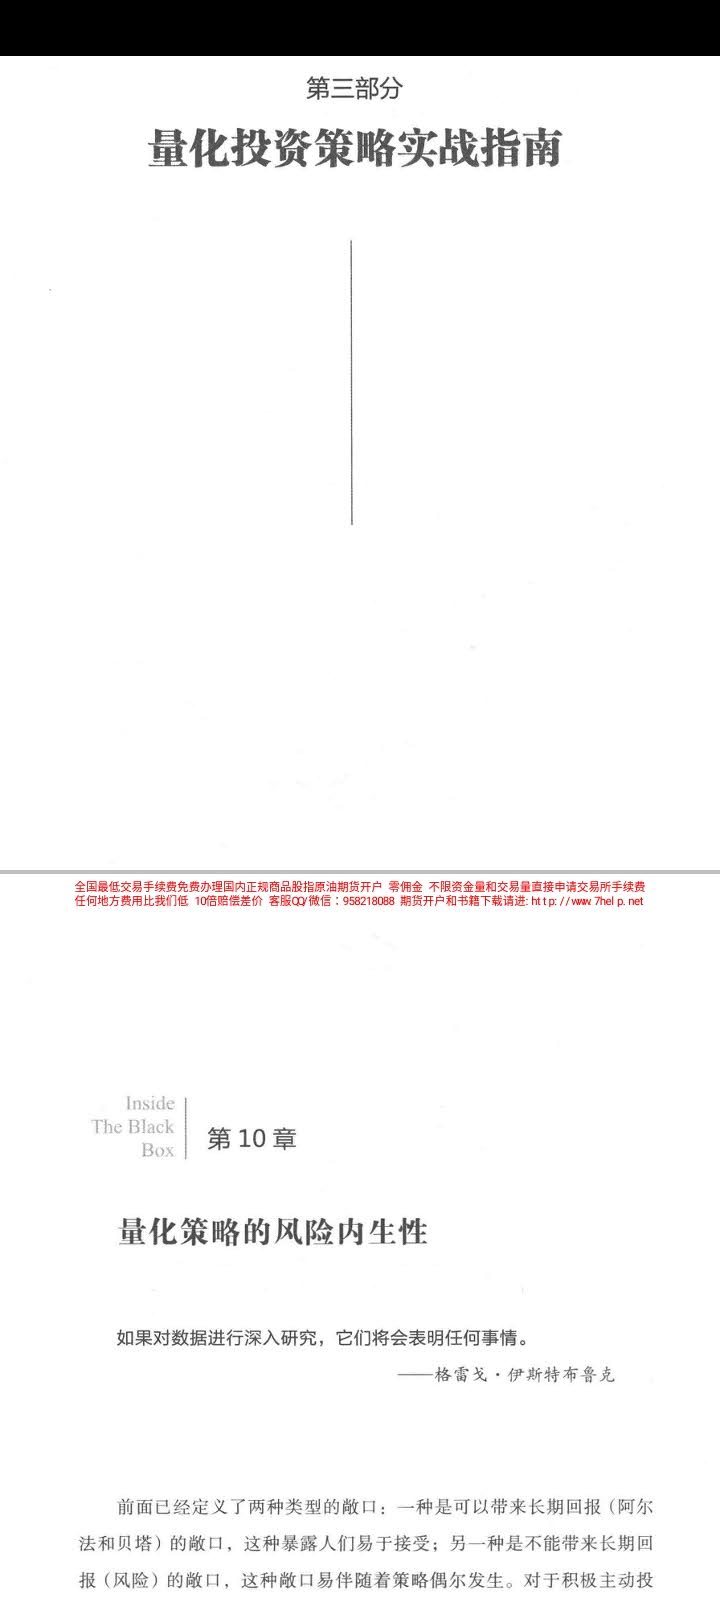 第三部分
量化投资策略实战指南
全国最低交易手续费免费办理国内正规商品股指原油期货开户 零佣金 不限资金量和交易量直接申请交易所手续费
任何地方费用比我们低 10倍赔偿差价 客服QQ/微信：958218088 期货开户和书籍下载请进: http://www.7help.net
Inside
The Black
Box
第 10 章
量化策略的风险内生性
如果对数据进行深入研究，它们将会表明任何事情。
——格雷戈·伊斯特布鲁克
前面已经定义了两种类型的敞口：一种是可以带来长期回报（阿尔
法和贝塔）的敞口，这种暴露人们易于接受；另一种是不能带来长期回
报（风险）的敞口，这种敞口易伴随着策略偶尔发生。对于积极主动投